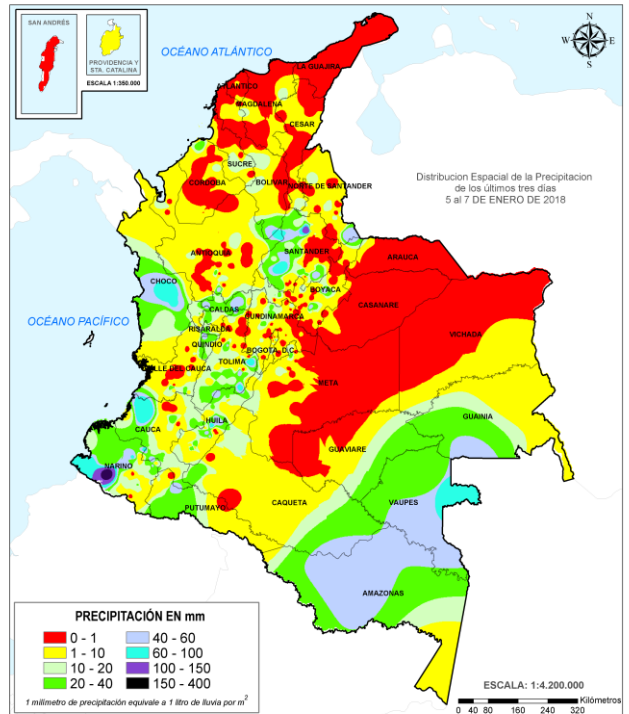 SAN ANDRÉS
PROVIDENCIA Y
STA. CATALINA
ESCALA 1:350.000
OCÉANO ATLÁNTICO
N
W
E
S
LA GUAJIRA
ATLANTICO
MAGDALENA
CESAR
SUCRE
CORDOBA
BOLIVAR
NORTE DE SANTANDER
Distribucion Espacial de la Precipitacion
de los últimos tres días
5 al 7 DE ENERO DE 2018
ANTIOQUIA
SANTANDER
ARAUCA
CHOCO
BOYACA
CASANARE
CALDAS
CUNDINAMARCA
OCÉANO PACÍFICO
RISARALDA
VICHADA
QUINDIO
BOGOTA, D.C.
TOLIMA
VALLE DEL CAUCA
META
HUILA
GUAINIA
CAUCA
GUAVIARE
NARIÑO
CAQUETA
VAUPES
PUTUMAYO
AMAZONAS
PRECIPITACIÓN EN mm
0 - 1
40 - 60
1 - 10
60 - 100
10 - 20
100 - 150
20 - 40
150 - 400
1 milimetro de precipitación equivale a 1 litro de lluvia por m2
ESCALA: 1:4.200.000
Kilómetros
0 40 80 160 240 320